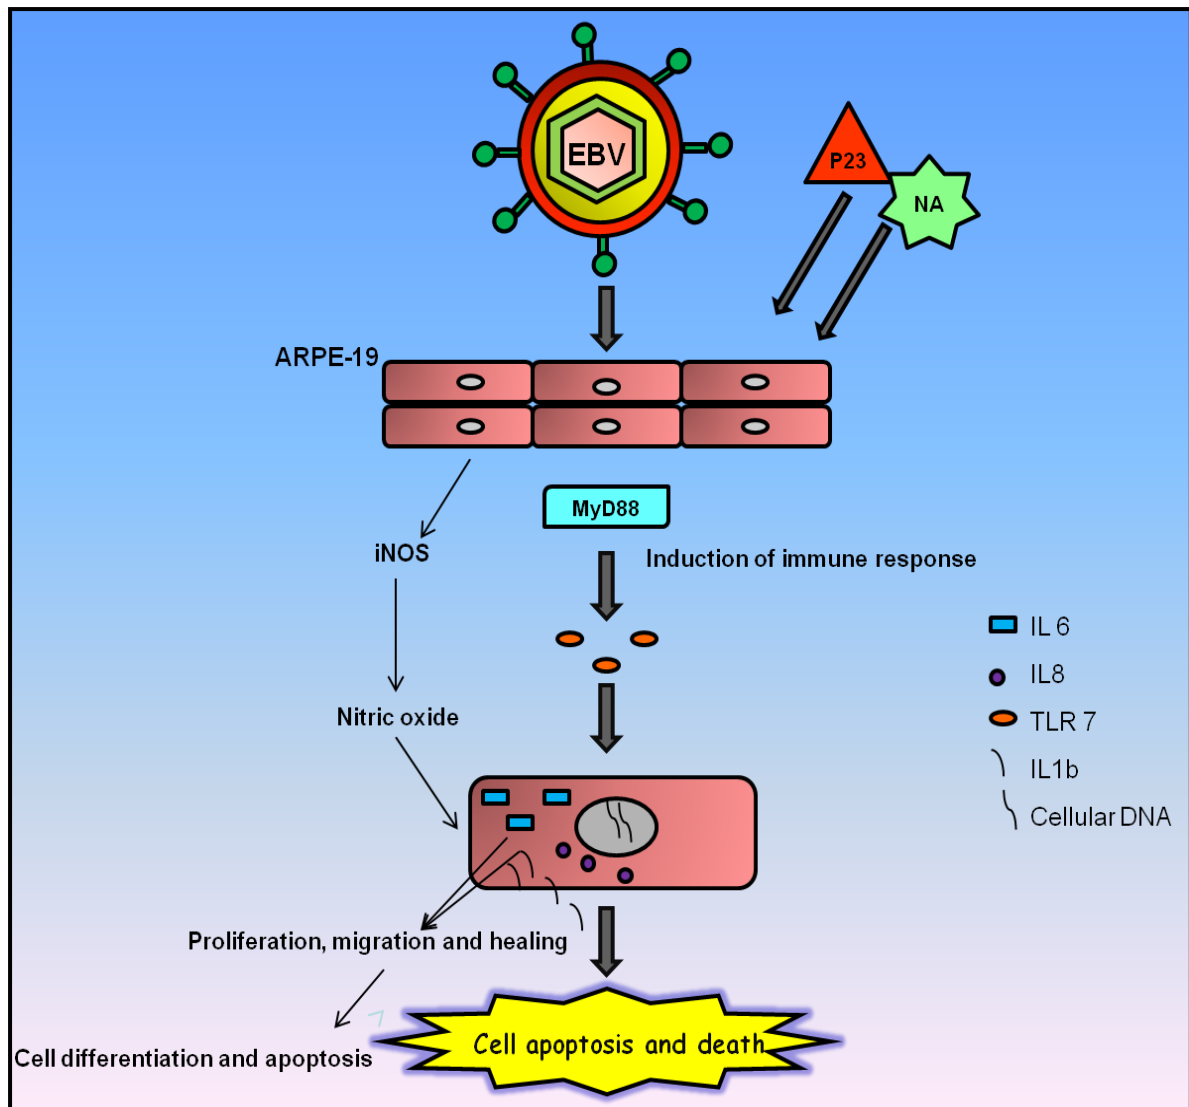 EBV
P23
NA
ARPE-19
MyD88
iNOS
Induction of immune response
IL 6
IL8
TLR 7
Nitric oxide
IL1b
Cellular DNA
Proliferation, migration and healing
Cell differentiation and apoptosis
Cell apoptosis and death